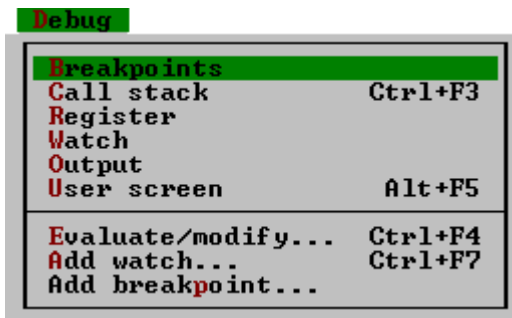 Debug
Breakpoints
Call stack Ctrl+F3
Register
Watch
Output
User screen Alt+F5
Evaluate/modify... Ctrl+F4
Add watch... Ctrl+F7
Add breakpoint...